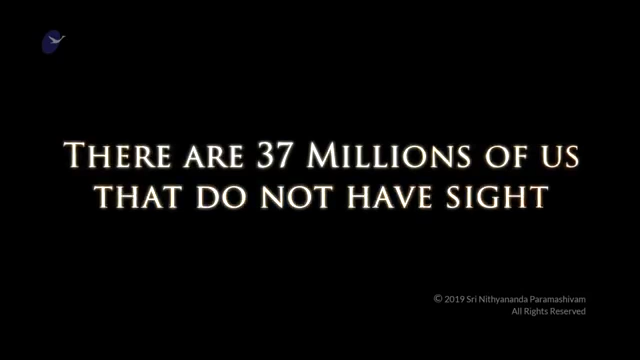 There are 37 Millions of us
that do not have sight
© 2019 Sri Nithyananda Paramashivam
All Rights Reserved